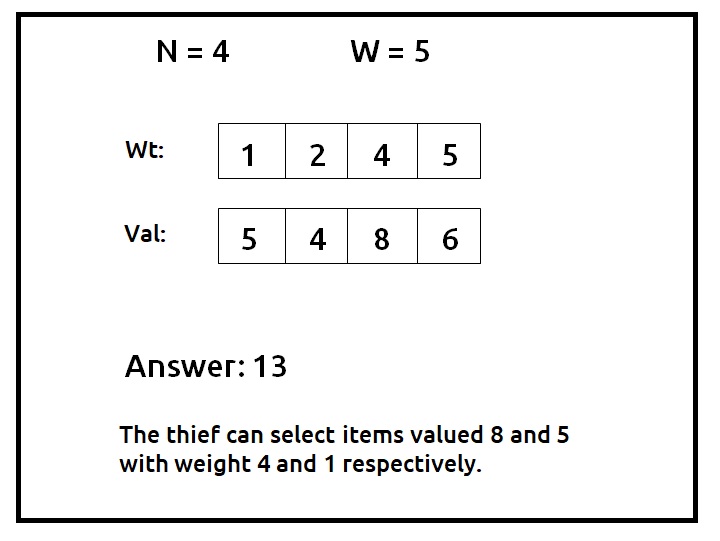 N = 4 W = 5
Wt: 1 2 4 5
Val: 5 4 8 6
Answer: 13
The thief can select items valued 8 and 5
with weight 4 and 1 respectively.